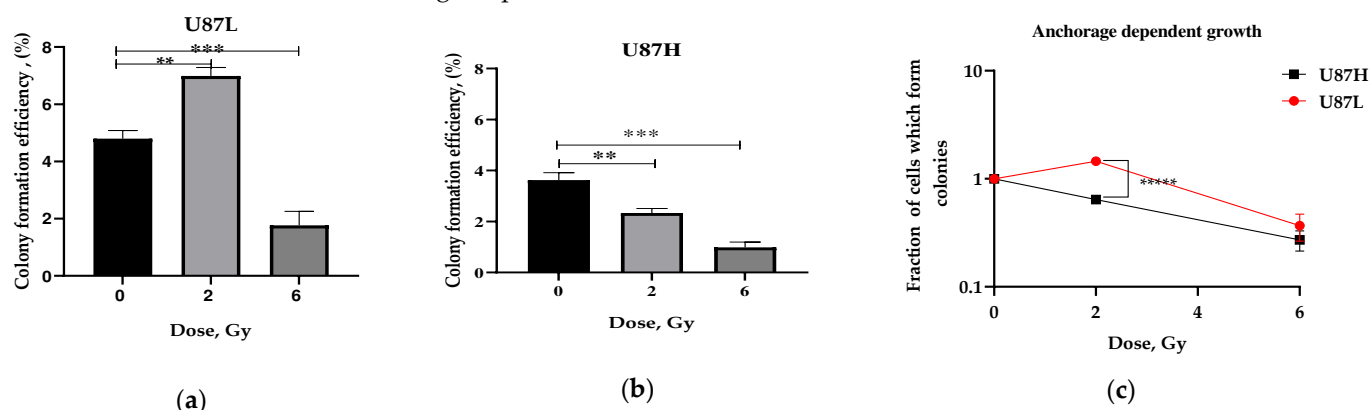 U87L
Colony formation efficiency , (%)
8
6
4
2
0
***
**
0 2 6
Dose, Gy
(a)
U87H
Colony formation efficiency, (%)
8
6
4
2
0
***
**
0 2 6
Dose, Gy
(b)
Anchorage dependent growth
Fraction of cells which form
colonies
10
1
0.1
*****
0 2 4 6
Dose, Gy
U87H
U87L
(c)